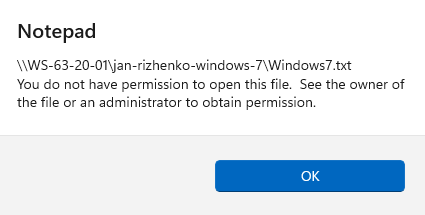 Notepad
\\WS-63-20-01\jan-rizhenko-windows-7\Windows7.txt
You do not have permission to open this file.  See the owner of
the file or an administrator to obtain permission.
OK